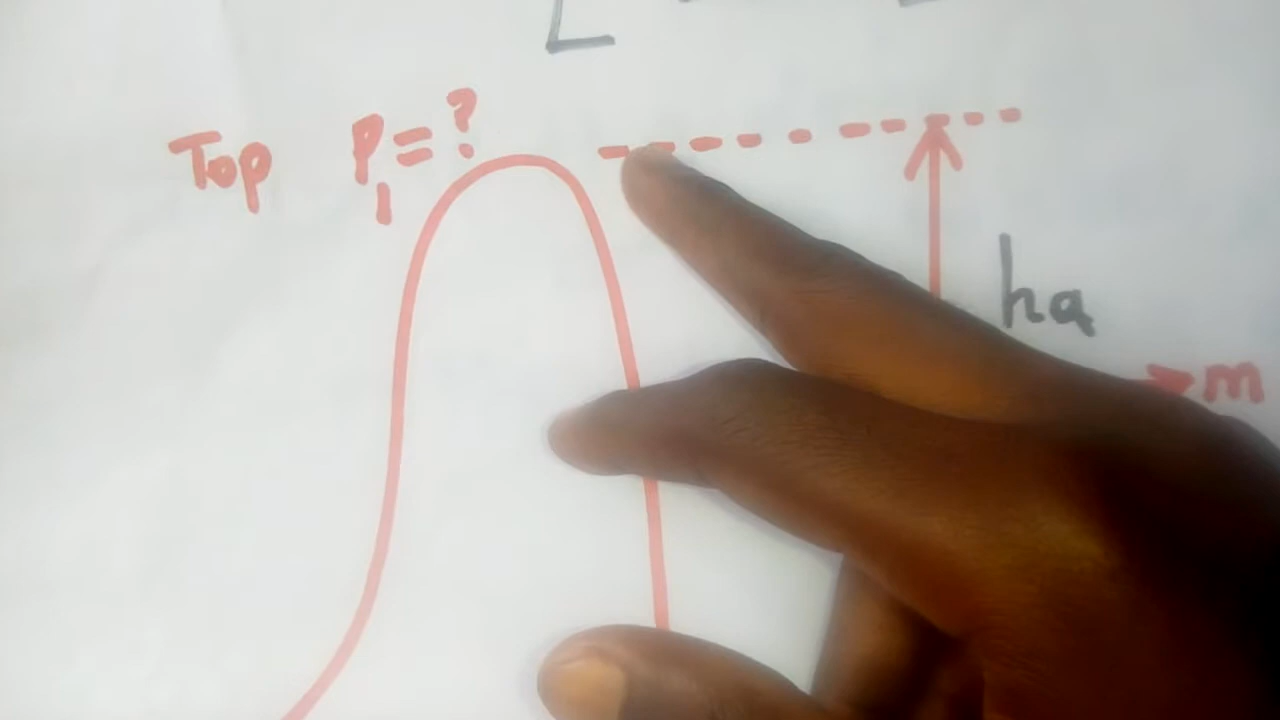 Top P₁ = ?
ha
m